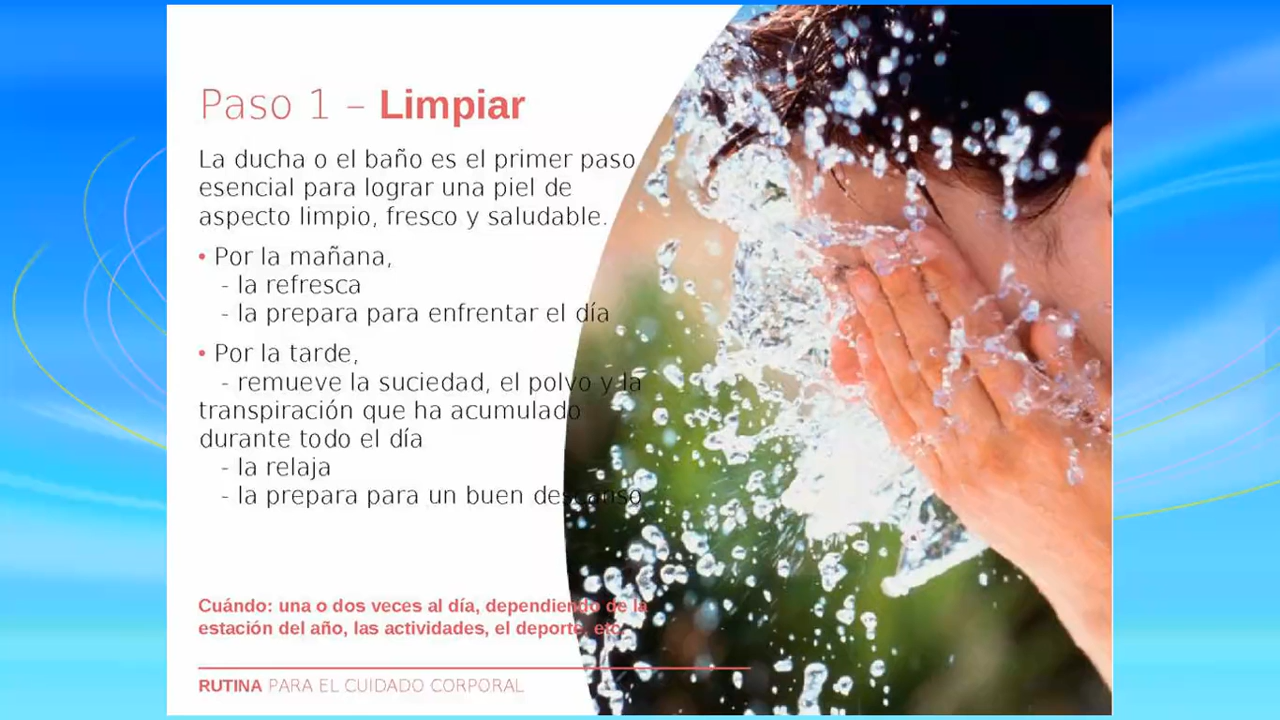 Paso 1 – Limpiar
La ducha o el baño es el primer paso
esencial para lograr una piel de
aspecto limpio, fresco y saludable.
• Por la mañana,
- la refresca
- la prepara para enfrentar el día
• Por la tarde,
- remueve la suciedad, el polvo y la
transpiración que ha acumulado
durante todo el día
- la relaja
- la prepara para un buen descanso
Cuándo: una o dos veces al día, dependiendo de la
estación del año, las actividades, el deporte, etc.
RUTINA PARA EL CUIDADO CORPORAL